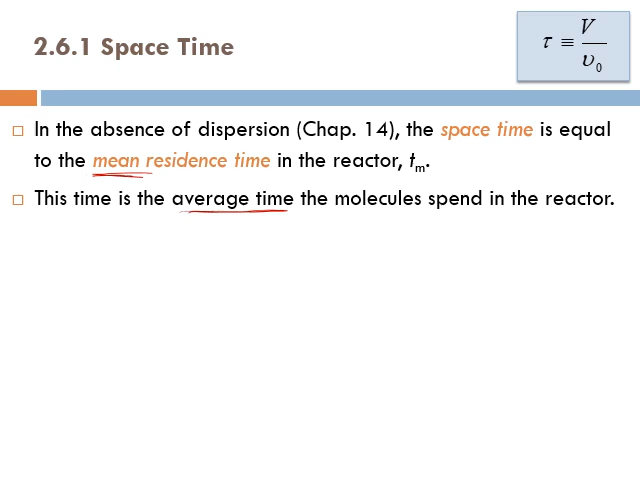 2.6.1 Space Time
τ ≡ V / υ₀
In the absence of dispersion (Chap. 14), the space time is equal
to the mean residence time in the reactor, tₘ.
This time is the average time the molecules spend in the reactor.